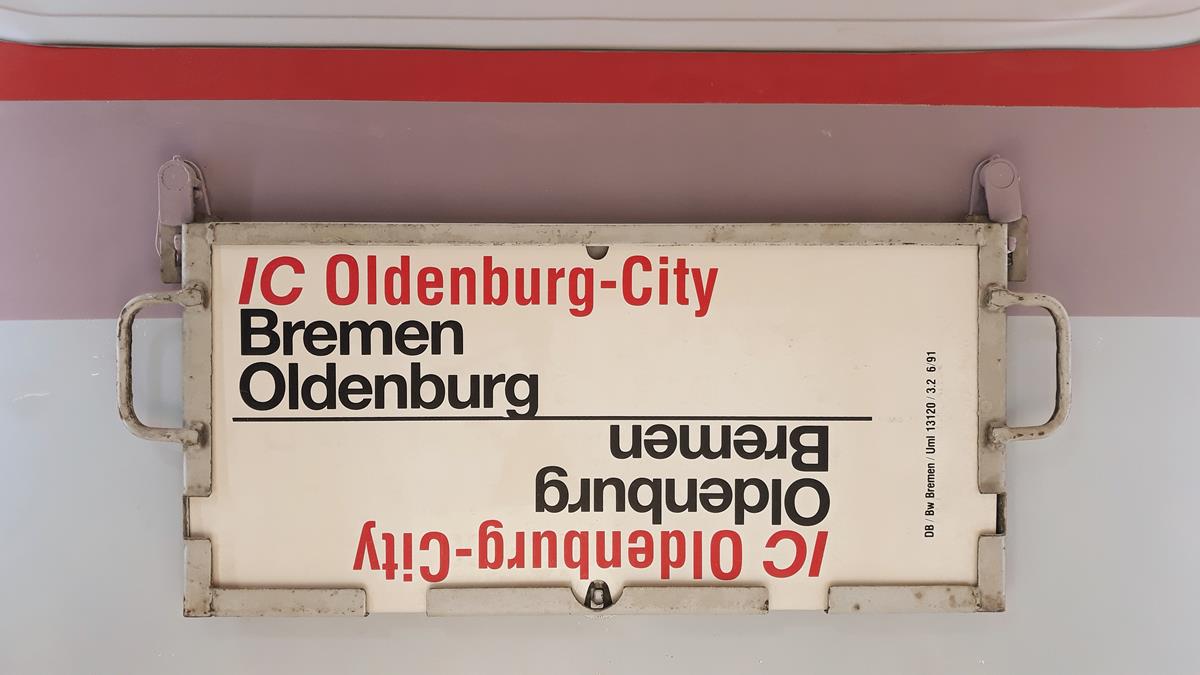 IC Oldenburg-City
Bremen
Oldenburg
IC Oldenburg-City
Oldenburg
Bremen
DB / Bw Bremen / Uml 13120 / 3.2 6/91